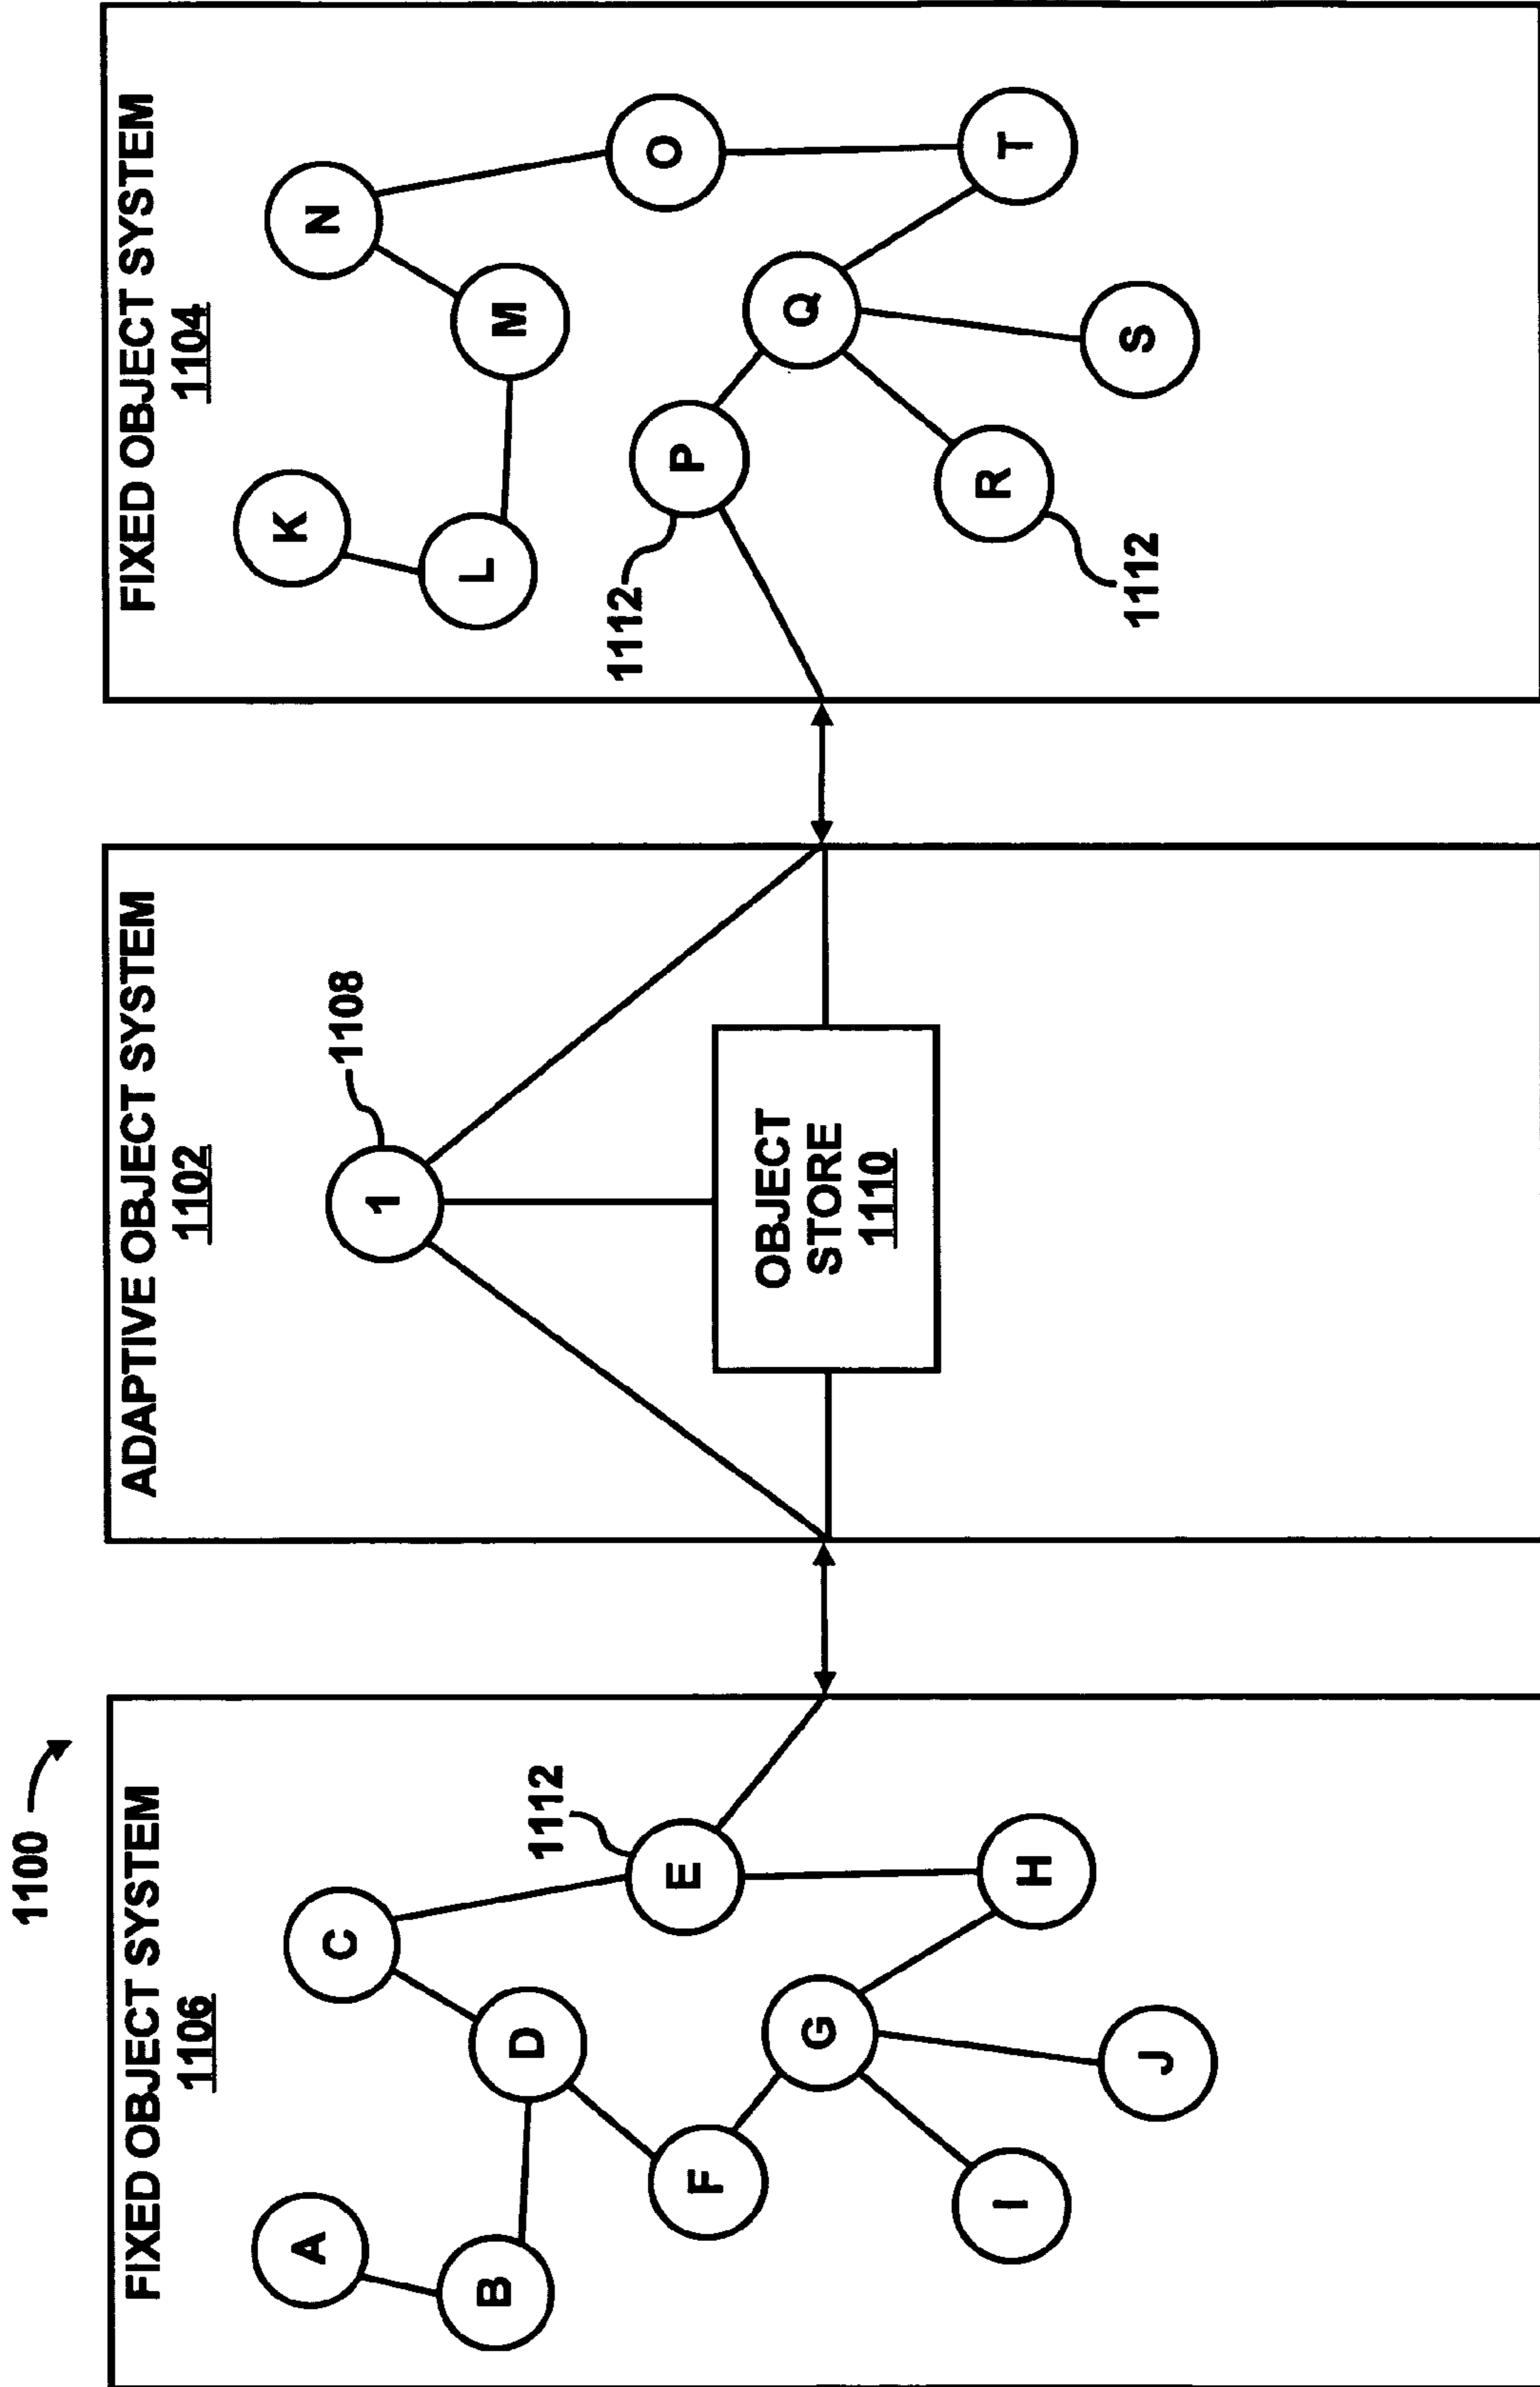 1100
FIXED OBJECT SYSTEM
1106
A
B
C
D
E
1112
F
G
H
I
J
ADAPTIVE OBJECT SYSTEM
1102
1
1108
OBJECT
STORE
1110
FIXED OBJECT SYSTEM
1104
K
L
M
N
O
P
1112
Q
R
1112
S
T